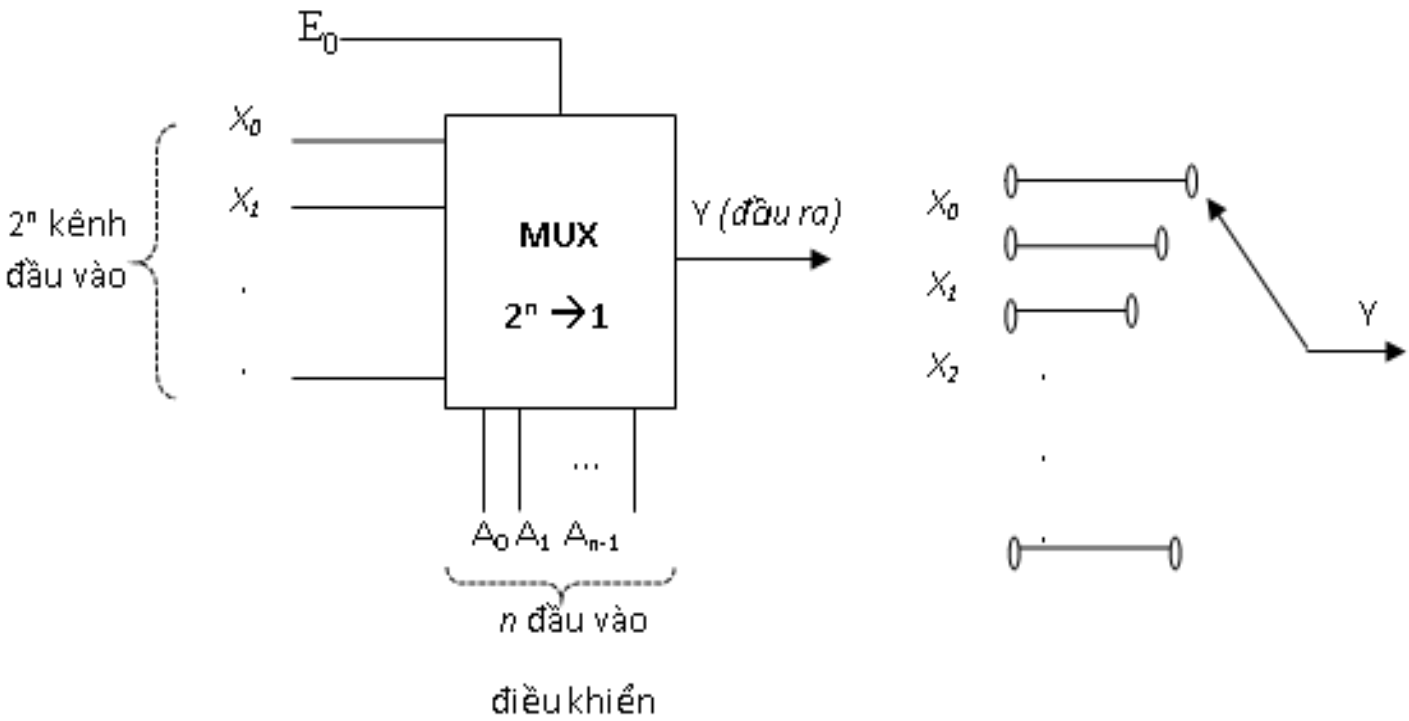 E₀
X₀
X₁
2ⁿ kênh
đầu vào
.
.
MUX
2ⁿ →1
Y (đầu ra)
...
A₀ A₁ Aₙ₋₁
n đầu vào
điều khiển
X₀
X₁
X₂
.
.
.
Y